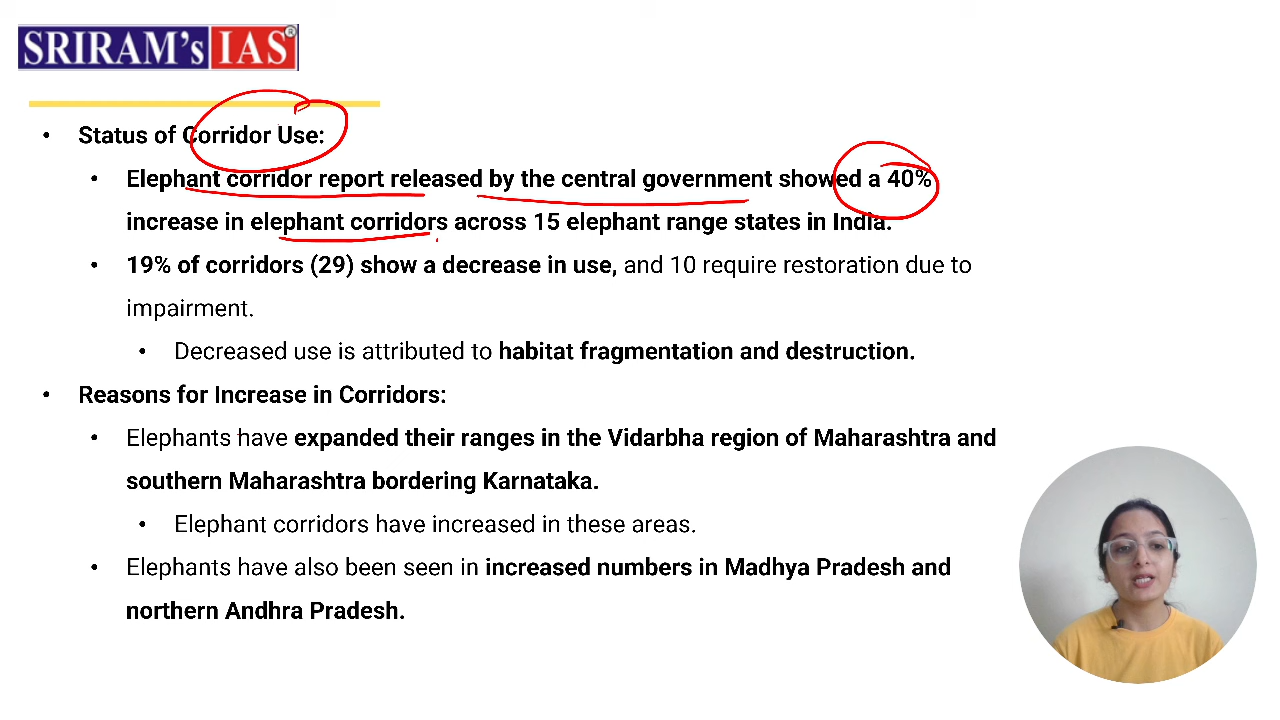 SRIRAM's IAS®
• Status of Corridor Use:
• Elephant corridor report released by the central government showed a 40%
increase in elephant corridors across 15 elephant range states in India.
• 19% of corridors (29) show a decrease in use, and 10 require restoration due to
impairment.
• Decreased use is attributed to habitat fragmentation and destruction.
• Reasons for Increase in Corridors:
• Elephants have expanded their ranges in the Vidarbha region of Maharashtra and
southern Maharashtra bordering Karnataka.
• Elephant corridors have increased in these areas.
• Elephants have also been seen in increased numbers in Madhya Pradesh and
northern Andhra Pradesh.